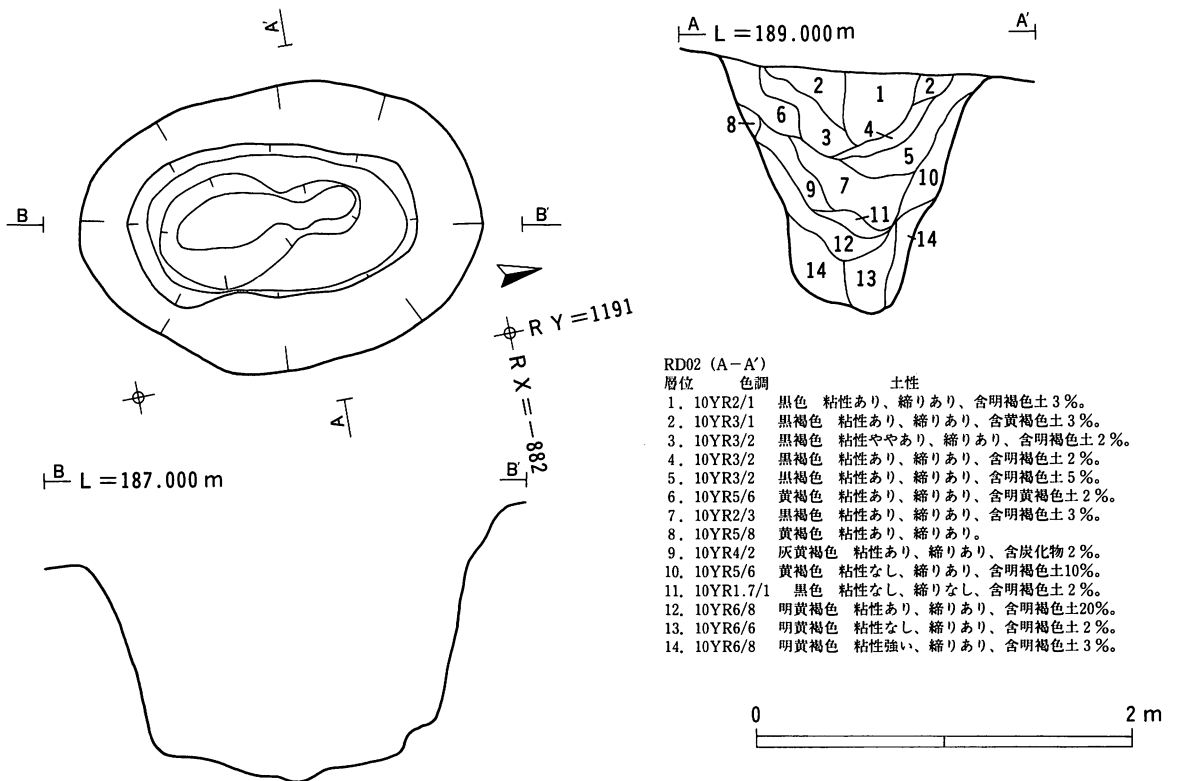 A'
B
B'
R Y =1191
R X =-882
A
B L =187.000 m B'
A L =189.000 m A'
2
1
2
6
8
3
4
5
7
10
9
11
12
14
14
13
RD02 (A-A')
層位 色調 土性
1. 10YR2/1 黒色 粘性あり、締りあり、含明褐色土3%。
2. 10YR3/1 黒褐色 粘性あり、締りあり、含黄褐色土3%。
3. 10YR3/2 黒褐色 粘性ややあり、締りあり、含明褐色土2%。
4. 10YR3/2 黒褐色 粘性あり、締りあり、含明褐色土2%。
5. 10YR3/2 黒褐色 粘性あり、締りあり、含明褐色土5%。
6. 10YR5/6 黄褐色 粘性あり、締りあり、含明黄褐色土2%。
7. 10YR2/3 黒褐色 粘性あり、締りあり、含明褐色土3%。
8. 10YR5/8 黄褐色 粘性あり、締りあり。
9. 10YR4/2 灰黄褐色 粘性あり、締りあり、含炭化物2%。
10. 10YR5/6 黄褐色 粘性なし、締りあり、含明褐色土10%。
11. 10YR1.7/1 黒色 粘性なし、締りなし、含明褐色土2%。
12. 10YR6/8 明黄褐色 粘性あり、締りあり、含明褐色土20%。
13. 10YR6/6 明黄褐色 粘性なし、締りあり、含明褐色土2%。
14. 10YR6/8 明黄褐色 粘性強い、締りあり、含明褐色土3%。
0 2 m